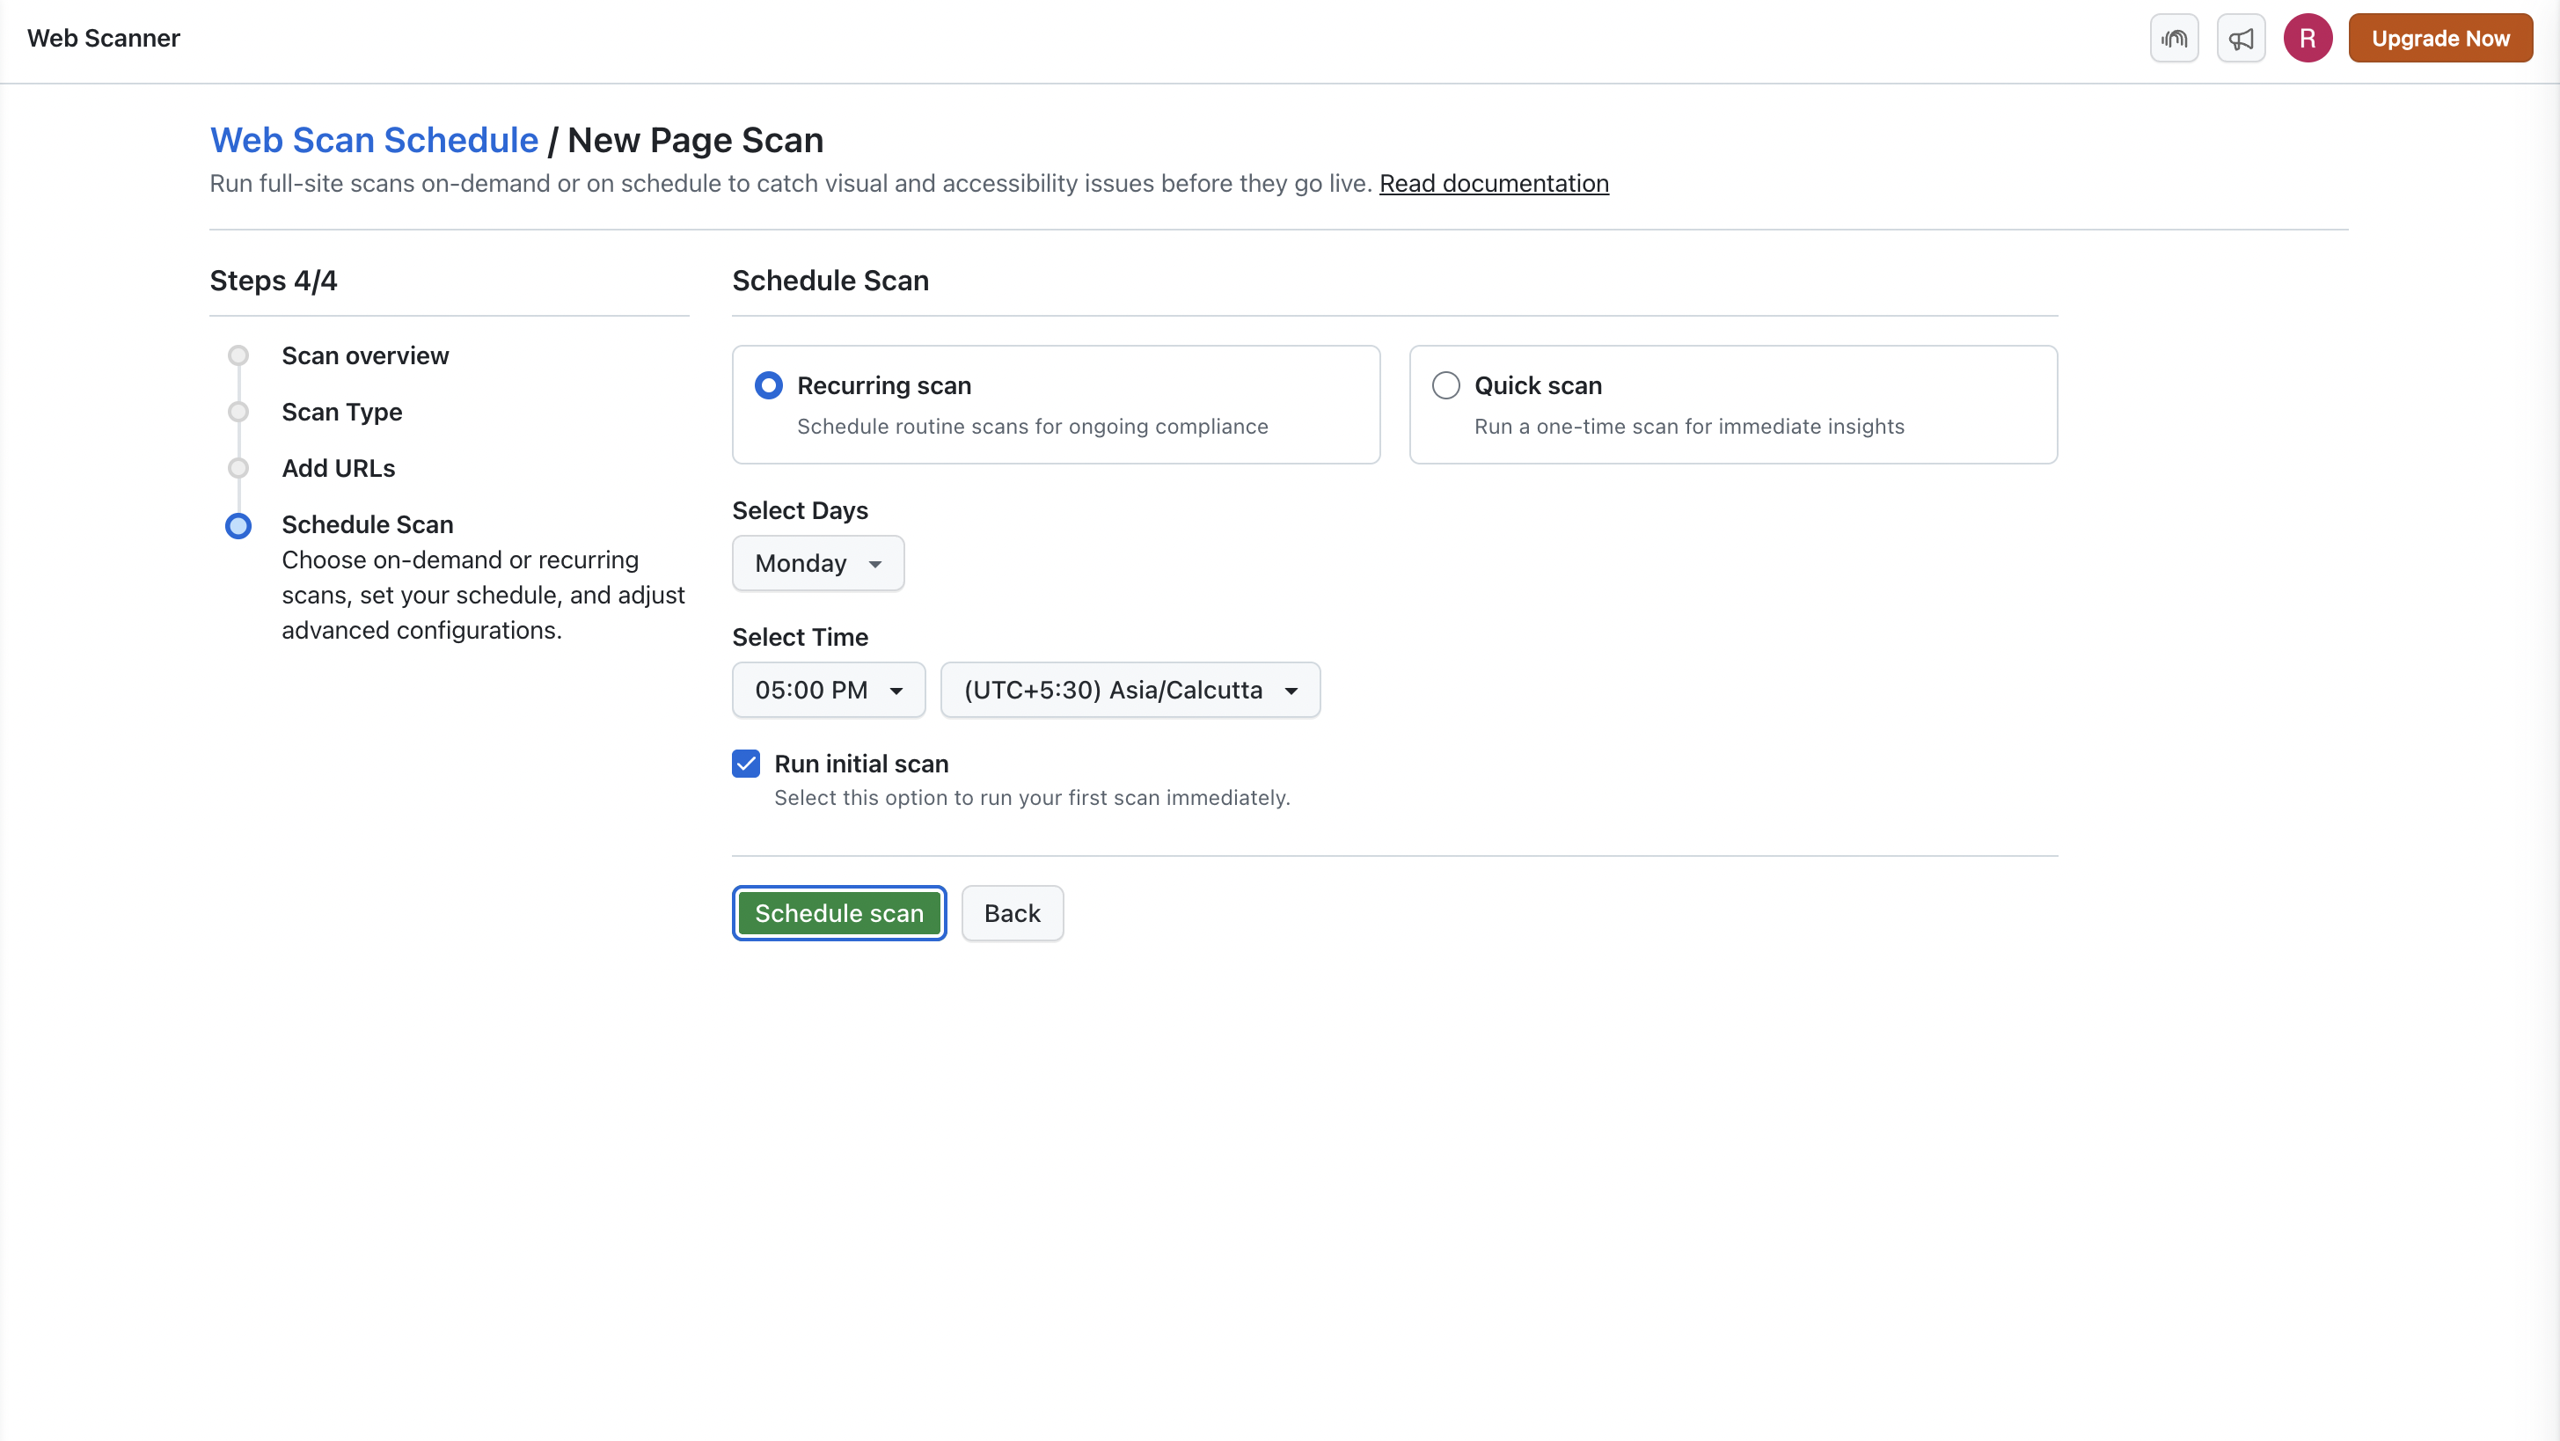 Web Scanner
R
Upgrade Now
Web Scan Schedule / New Page Scan
Run full-site scans on-demand or on schedule to catch visual and accessibility issues before they go live. Read documentation
Steps 4/4
Scan overview
Scan Type
Add URLs
Schedule Scan
Choose on-demand or recurring
scans, set your schedule, and adjust
advanced configurations.
Schedule Scan
Recurring scan
Schedule routine scans for ongoing compliance
Quick scan
Run a one-time scan for immediate insights
Select Days
Monday
Select Time
05:00 PM
(UTC+5:30) Asia/Calcutta
Run initial scan
Select this option to run your first scan immediately.
Schedule scan
Back